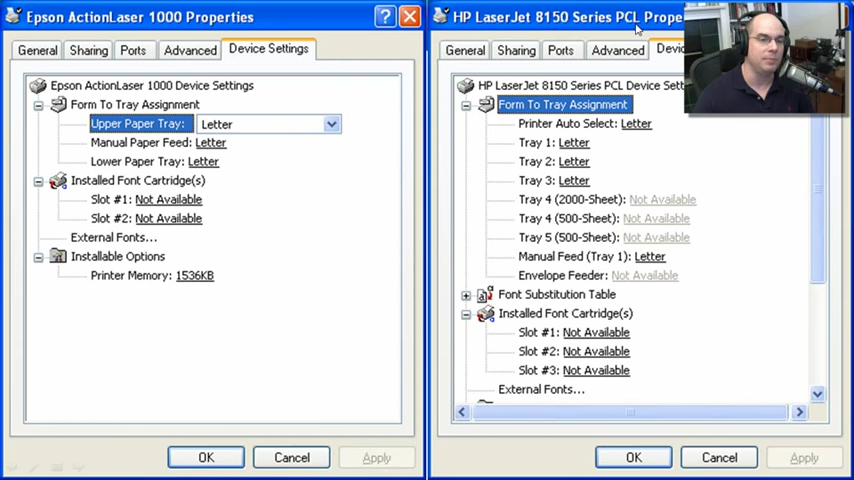 Epson ActionLaser 1000 Properties
General
Sharing
Ports
Advanced
Device Settings
Epson ActionLaser 1000 Device Settings
Form To Tray Assignment
Upper Paper Tray: Letter
Manual Paper Feed: Letter
Lower Paper Tray: Letter
Installed Font Cartridge(s)
Slot #1: Not Available
Slot #2: Not Available
External Fonts...
Installable Options
Printer Memory: 1536KB
OK
Cancel
Apply
HP LaserJet 8150 Series PCL Prope
General
Sharing
Ports
Advanced
Devic
HP LaserJet 8150 Series PCL Device Sett
Form To Tray Assignment
Printer Auto Select: Letter
Tray 1: Letter
Tray 2: Letter
Tray 3: Letter
Tray 4 (2000-Sheet): Not Available
Tray 4 (500-Sheet): Not Available
Tray 5 (500-Sheet): Not Available
Manual Feed (Tray 1): Letter
Envelope Feeder: Not Available
Font Substitution Table
Installed Font Cartridge(s)
Slot #1: Not Available
Slot #2: Not Available
Slot #3: Not Available
External Fonts...
OK
Cancel
Apply